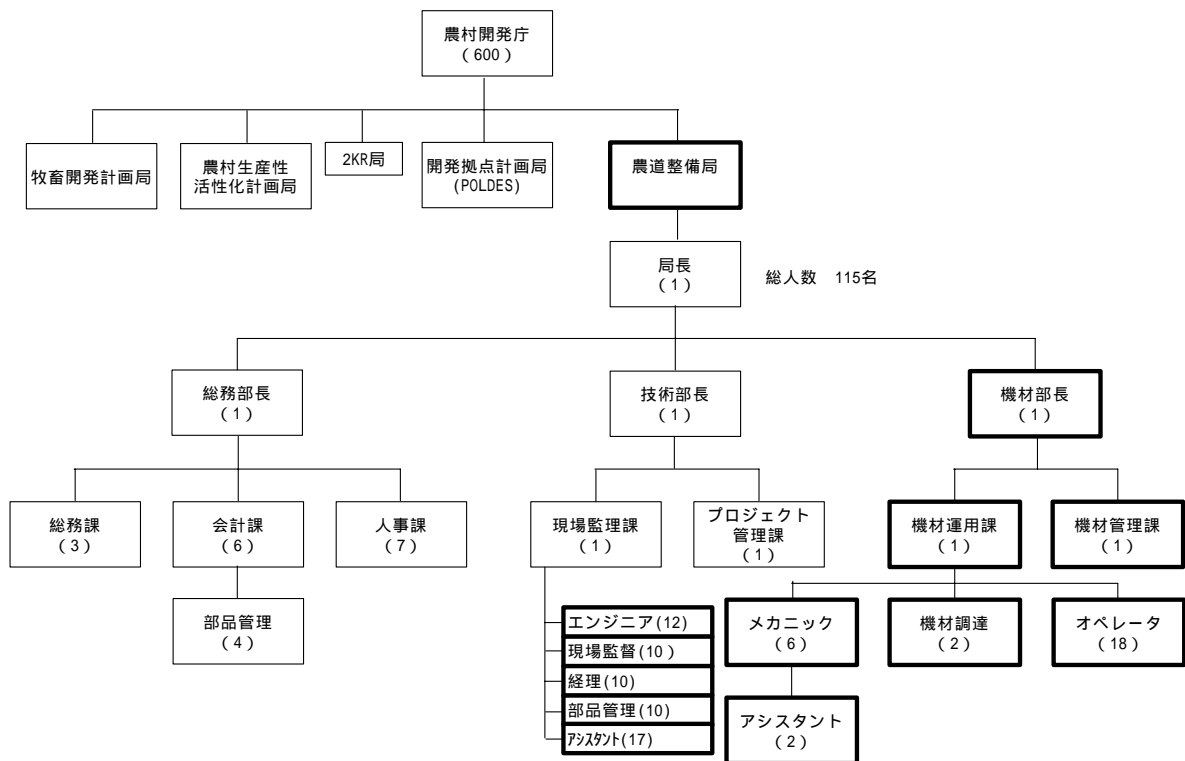 農村開発庁
(600)
牧畜開発計画局
農村生産性
活性化計画局
2KR局
開発拠点計画局
(POLDES)
農道整備局
局長
(1)
総人数 115名
総務部長
(1)
技術部長
(1)
機材部長
(1)
総務課
(3)
会計課
(6)
人事課
(7)
現場監理課
(1)
プロジェクト
管理課
(1)
機材運用課
(1)
機材管理課
(1)
部品管理
(4)
エンジニア(12)
現場監督(10)
経理(10)
部品管理(10)
ｱｼｽﾀﾝﾄ(17)
メカニック
(6)
機材調達
(2)
オペレータ
(18)
アシスタント
(2)